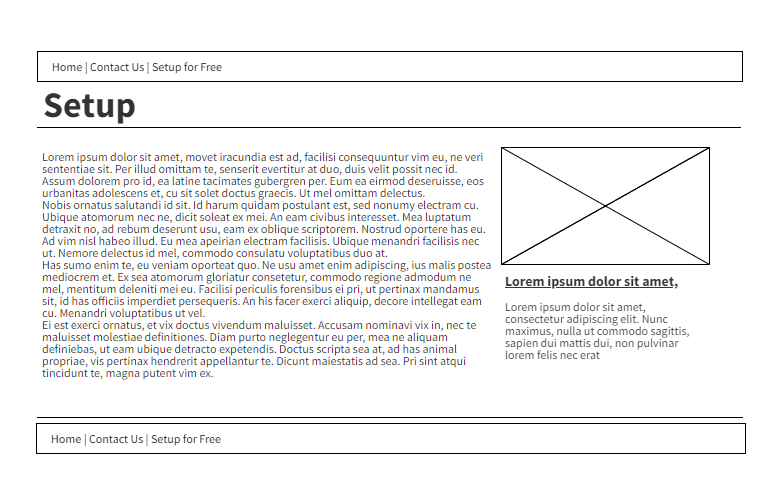 Home | Contact Us | Setup for Free
Setup
Lorem ipsum dolor sit amet, movet iracundia est ad, facilisi consequuntur vim eu, ne veri
sententiae sit. Per illud omittam te, senserit evertitur at duo, duis velit possit nec id.
Assum dolorem pro id, ea latine tacimates gubergren per. Eum ea eirmod deseruisse, eos
urbanitas adolescens et, cu sit solet doctus graecis. Ut mel omittam delectus.
Nobis ornatus salutandi id sit. Id harum quidam postulant est, sed nonumy electram cu.
Ubique atomorum nec ne, dicit soleat ex mei. An eam civibus interesset. Mea luptatum
detraxit no, ad rebum deserunt usu, eam ex oblique scriptorem. Nostrud oportere has eu.
Ad vim nisl habeo illud. Eu mea apeirian electram facilisis. Ubique menandri facilisis nec
ut. Nemore delectus id mel, commodo consulatu voluptatibus duo at.
Has sumo enim te, eu veniam oporteat quo. Ne usu amet enim adipiscing, ius malis postea
mediocrem et. Ex sea atomorum gloriatur consetetur, commodo regione admodum ne
mel, mentitum deleniti mei eu. Facilisi periculis forensibus ei pri, ut pertinax mandamus
sit, id has officiis imperdiet persequeris. An his facer exerci aliquip, decore intellegat eam
cu. Menandri voluptatibus ut vel.
Ei est exerci ornatus, et vix doctus vivendum maluisset. Accusam nominavi vix in, nec te
maluisset molestiae definitiones. Diam purto neglegentur eu per, mea ne aliquam
definiebas, ut eam ubique detracto expetendis. Doctus scripta sea at, ad has animal
propriae, vis pertinax hendrerit appellantur te. Dicunt maiestatis ad sea. Pri sint atqui
tincidunt te, magna putent vim ex.
Lorem ipsum dolor sit amet,
Lorem ipsum dolor sit amet,
consectetur adipiscing elit. Nunc
maximus, nulla ut commodo sagittis,
sapien dui mattis dui, non pulvinar
lorem felis nec erat
Home | Contact Us | Setup for Free